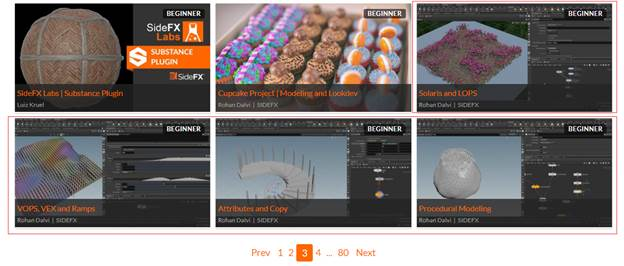 BEGINNER
SideFX
Labs
SUBSTANCE
PLUGIN
SideFX
SideFX Labs | Substance Plugin
Luiz Kruel
BEGINNER
Cupcake Project | Modeling and Lookdev
Rohan Dalvi | SIDEFX
BEGINNER
Solaris and LOPS
Rohan Dalvi | SIDEFX
BEGINNER
VOPS, VEX and Ramps
Rohan Dalvi | SIDEFX
BEGINNER
Attributes and Copy
Rohan Dalvi | SIDEFX
BEGINNER
Procedural Modeling
Rohan Dalvi | SIDEFX
Prev 1 2 3 4 ... 80 Next